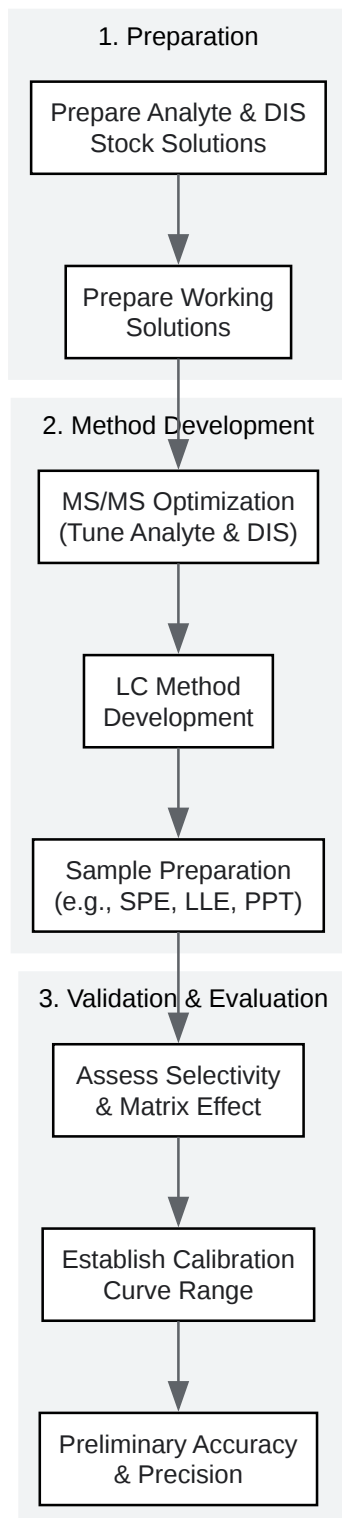 1. Preparation
Prepare Analyte & DIS
Stock Solutions
Prepare Working
Solutions
2. Method Development
MS/MS Optimization
(Tune Analyte & DIS)
LC Method
Development
Sample Preparation
(e.g., SPE, LLE, PPT)
3. Validation & Evaluation
Assess Selectivity
& Matrix Effect
Establish Calibration
Curve Range
Preliminary Accuracy
& Precision